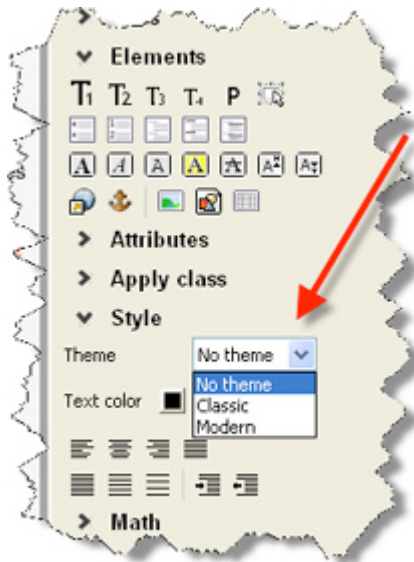 Elements
T1 T2 T3 T4 P
A A A A A A A
Attributes
Apply class
Style
Theme No theme
No theme
Text color Classic
Modern
Math